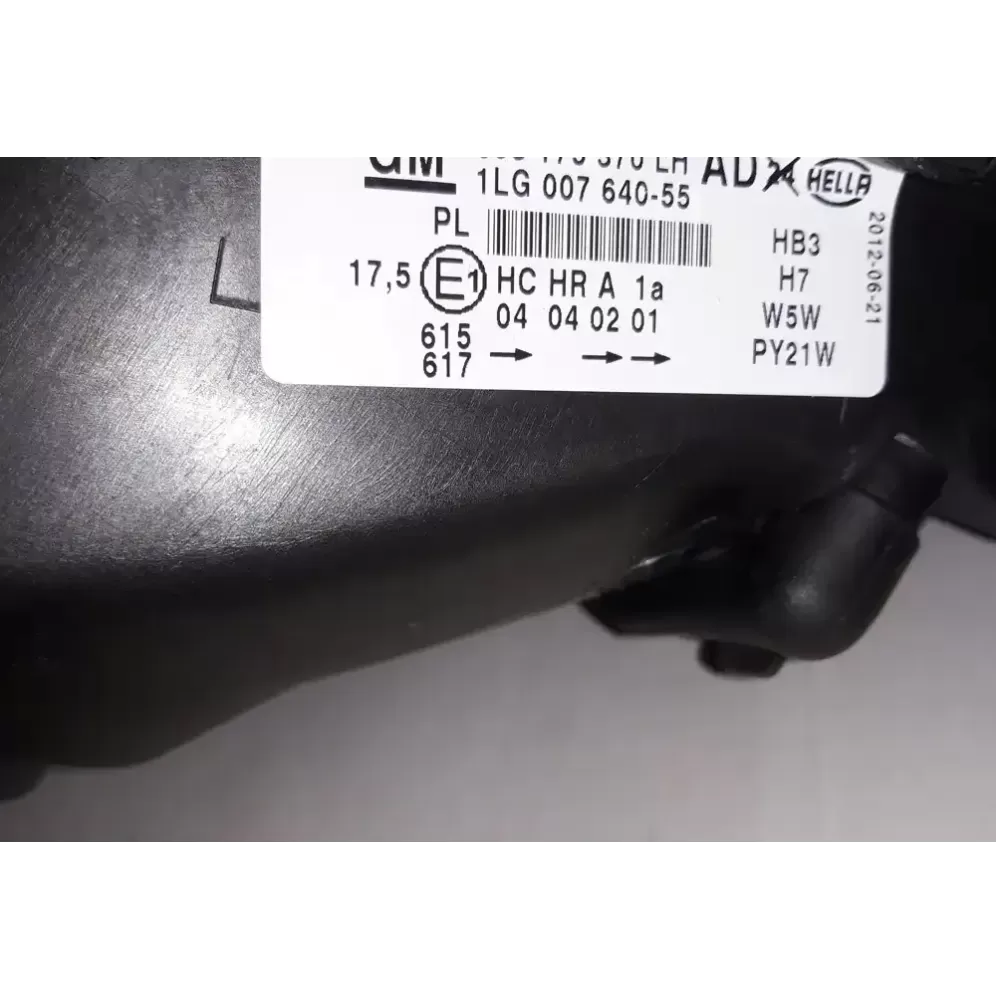 GM
LH AD HELLA
1LG 007 640-55
PL
HB3
17,5 E1 HC HR A 1a
H7
04 04 02 01
W5W
615
617
PY21W
2012-06-21